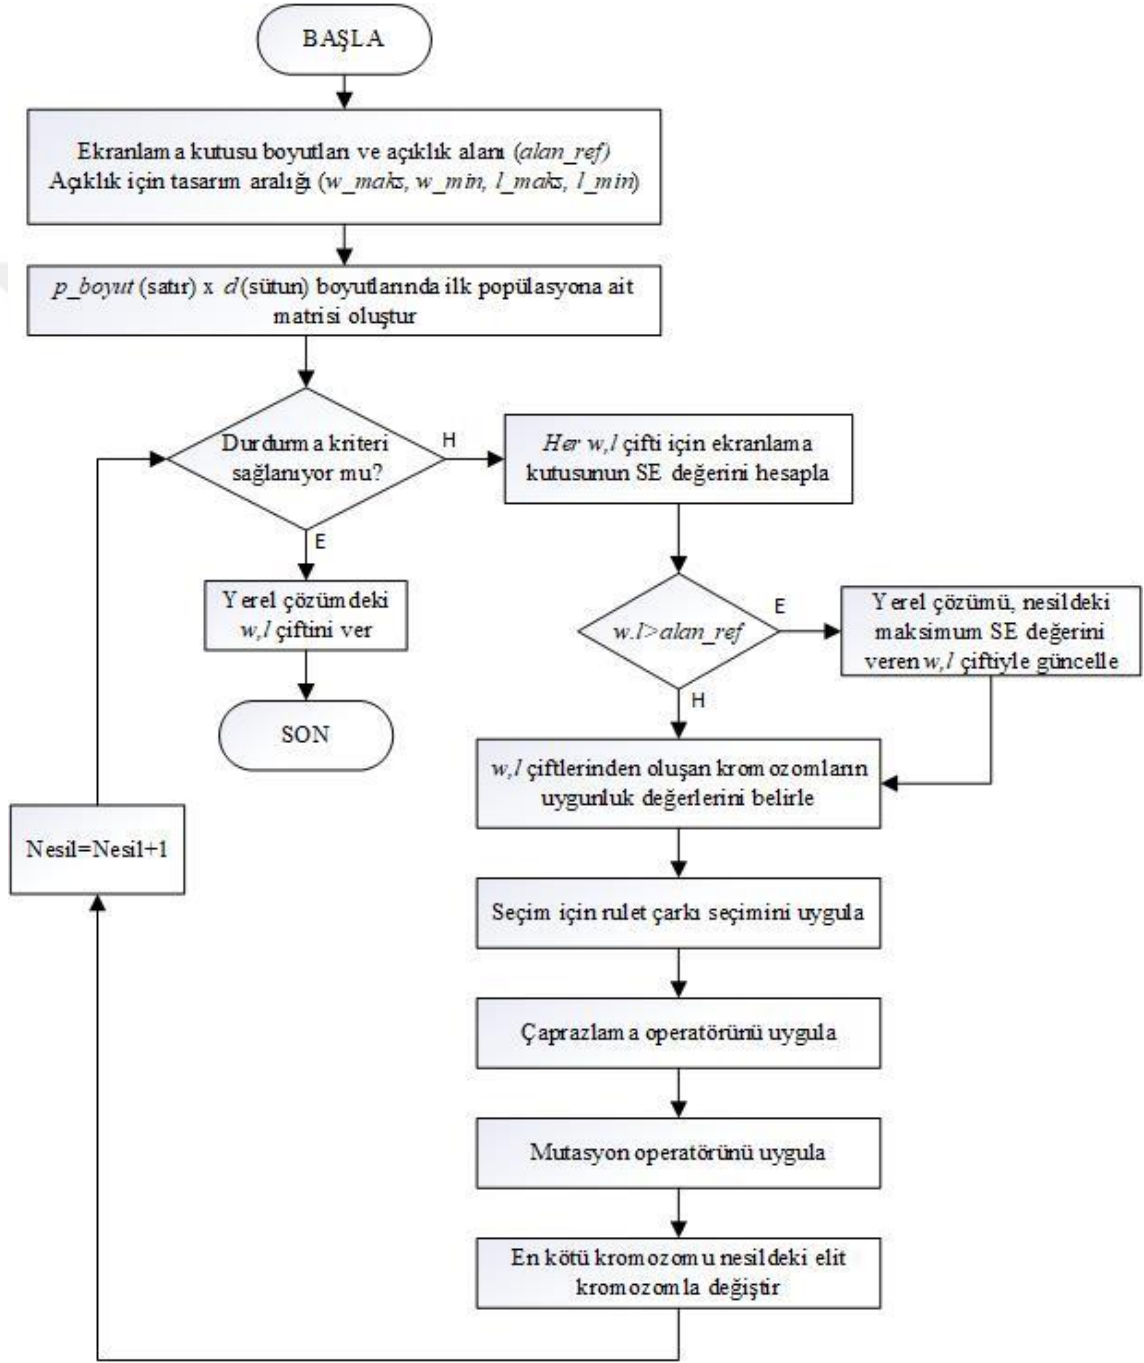 BAŞLA
Ekranlama kutusu boyutları ve açıklık alanı (alan_ref)
Açıklık için tasarım aralığı (w_maks, w_min, l_maks, l_min)
p_boyut (satır) x d (sütun) boyutlarında ilk popülasyona ait
matrisi oluştur
Durdurma kriteri
sağlanıyor mu?
H
E
Yerel çözümdeki
w,l çiftini ver
SON
Her w,l çifti için ekranlama
kutusunun SE değerini hesapla
w.l>alan_ref
E
H
Yerel çözümü, nesildeki
maksimum SE değerini
veren w,l çiftiyle güncelle
w,l çiftlerinden oluşan kromozomların
uygunluk değerlerini belirle
Seçim için rulet çarkı seçimini uygula
Çaprazlama operatörünü uygula
Mutasyon operatörünü uygula
En kötü kromozomu nesildeki elit
kromozomla değiştir
Nesil=Nesil+1